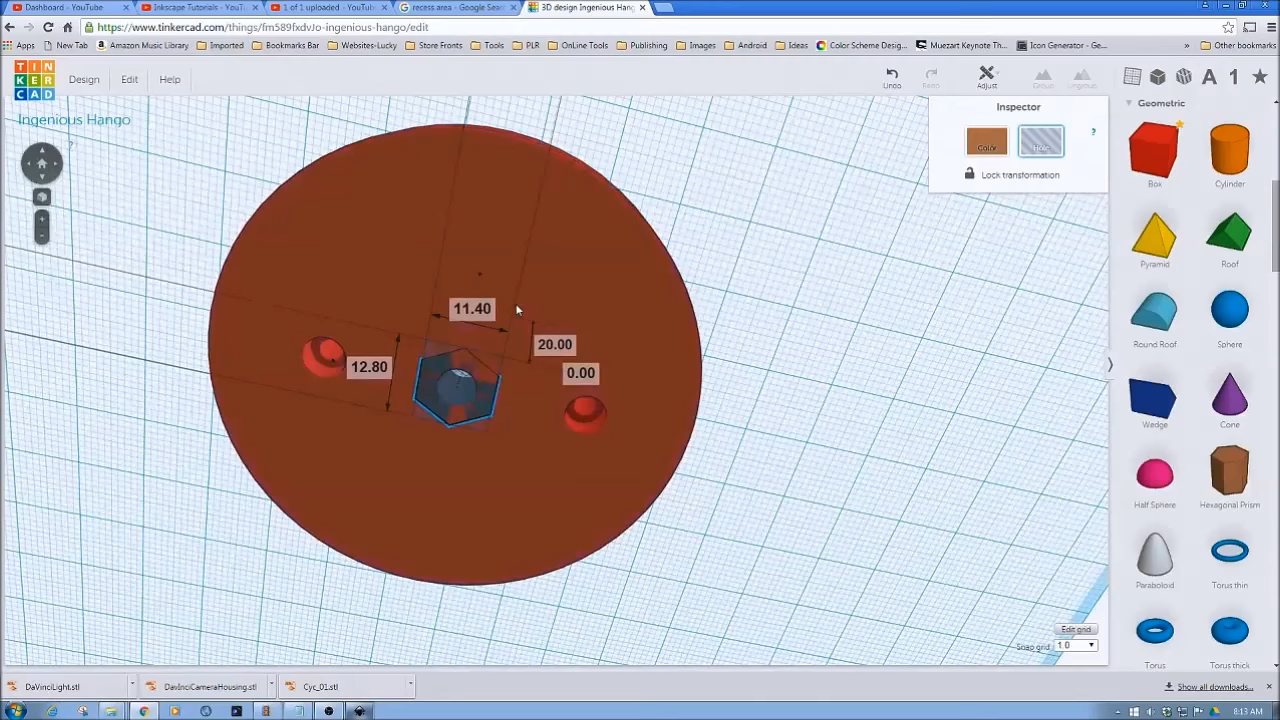 Dashboard - YouTube
Inkscape Tutorials - YouT
1 of 1 uploaded - YouTube
recess area - Google Sear
3D design Ingenious Hang
https://www.tinkercad.com/things/fm589fxdvJo-ingenious-hango/edit
Apps
New Tab
Amazon Music Library
Imported
Bookmarks Bar
Websites-Lucky
Store Fronts
Tools
PLR
OnLine Tools
Publishing
Images
Android
Ideas
Color Scheme Design...
Muezart Keynote Th...
Icon Generator - Ge...
»
Other bookmarks
TIN
KER
CAD
Design
Edit
Help
Undo
Redo
Adjust
Group
Ungroup
Ingenious Hango
?
Inspector
Color
Hole
?
Lock transformation
Geometric
Box
Cylinder
Pyramid
Roof
Round Roof
Sphere
Wedge
Cone
Half Sphere
Hexagonal Prism
Paraboloid
Torus thin
Torus
Torus thick
11.40
20.00
12.80
0.00
Edit grid
Snap grid
1.0
DaVinciLight.stl
DavinciCameraHousing.stl
Cyc_01.stl
Show all downloads...
8:13 AM